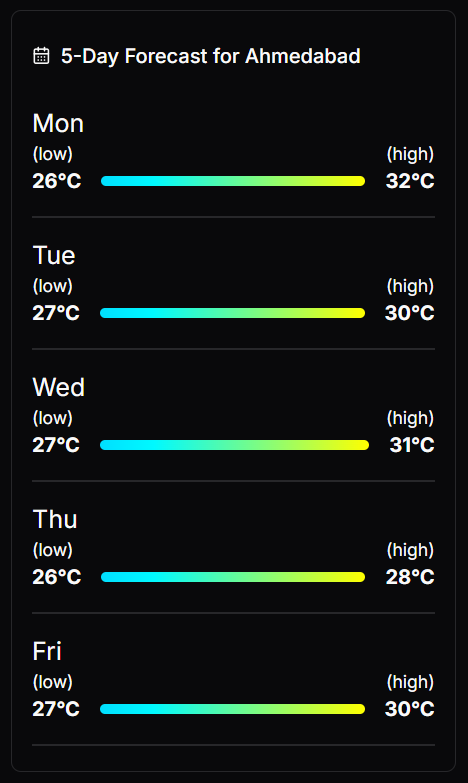 5-Day Forecast for Ahmedabad
Mon
(low) (high)
26°C 32°C
Tue
(low) (high)
27°C 30°C
Wed
(low) (high)
27°C 31°C
Thu
(low) (high)
26°C 28°C
Fri
(low) (high)
27°C 30°C